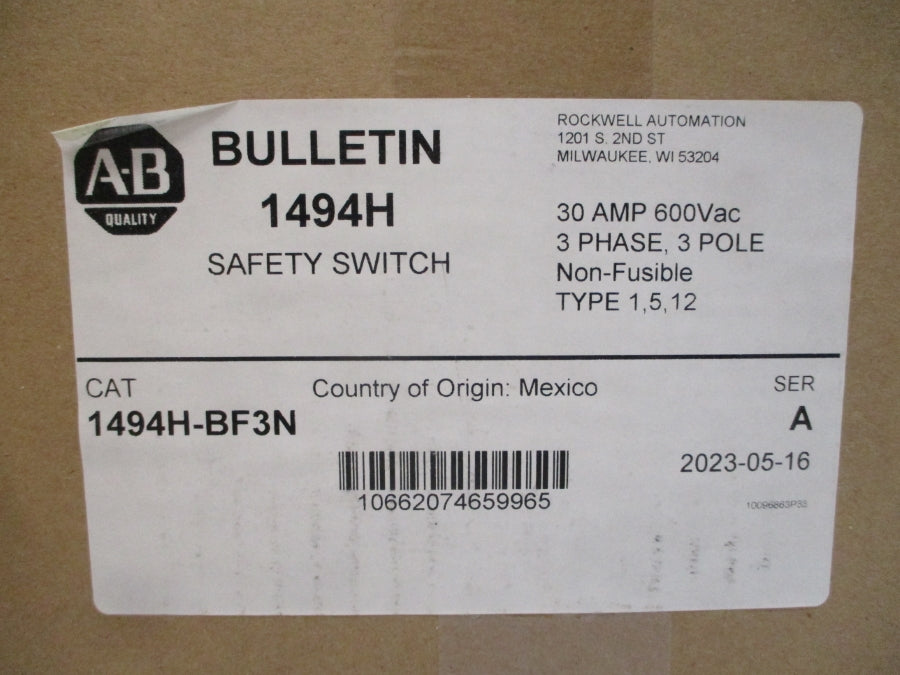 A-B
QUALITY
BULLETIN
1494H
SAFETY SWITCH
ROCKWELL AUTOMATION
1201 S. 2ND ST
MILWAUKEE, WI 53204
30 AMP 600Vac
3 PHASE, 3 POLE
Non-Fusible
TYPE 1,5,12
CAT
1494H-BF3N
Country of Origin: Mexico
SER
A
2023-05-16
10662074659965
10096863P33